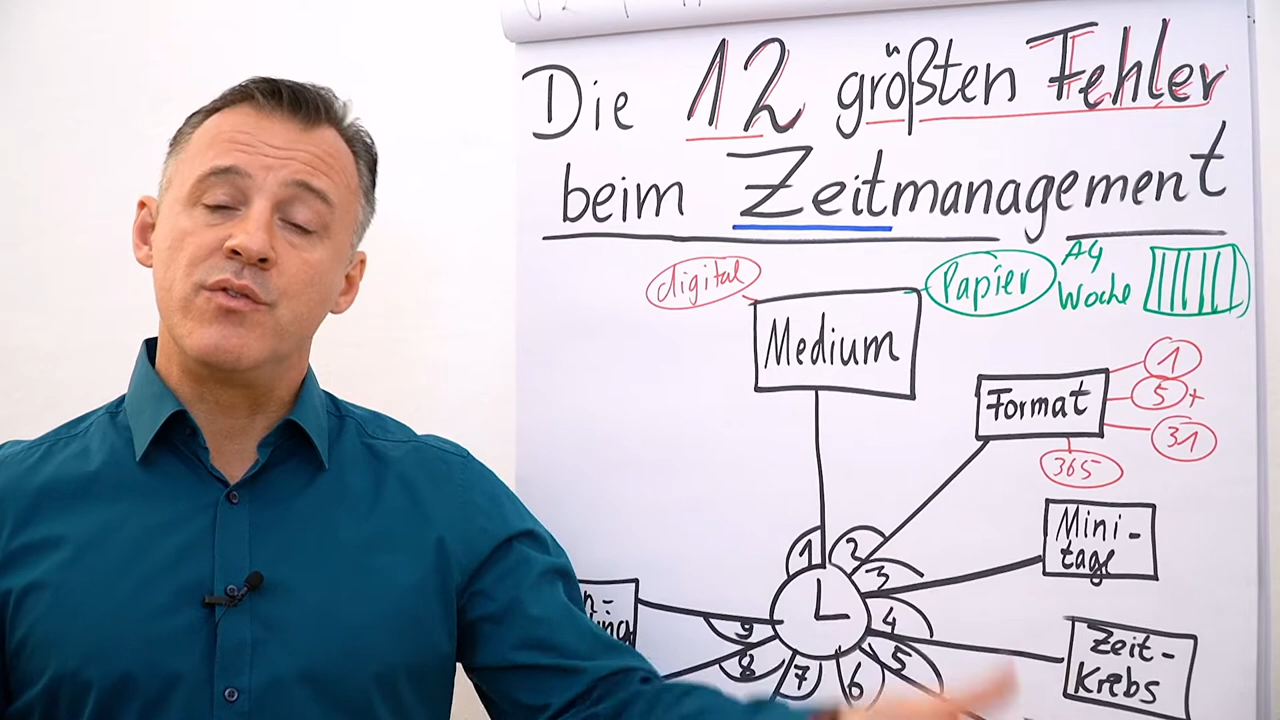 Die 12 größten Fehler
beim Zeitmanagement
digital
Papier
A4
Woche
Medium
Format
1
5+
31
365
Mini-
tage
Zeit-
Krebs
1
2
3
4
5
6
7
8
9